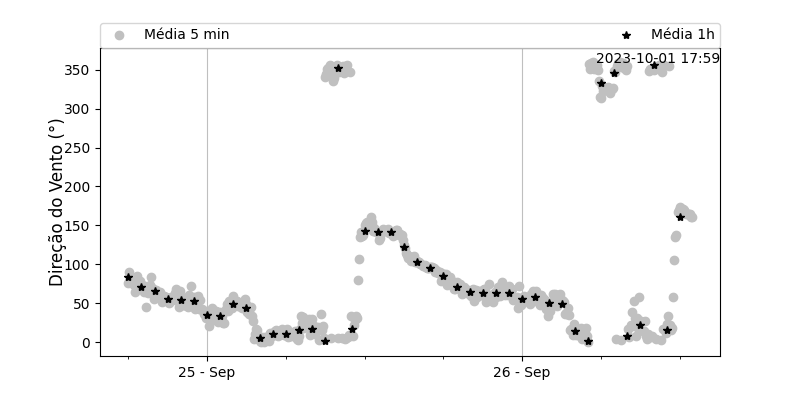 Média 5 min
Média 1h
2023-10-01 17:59
Direção do Vento (°)
350
300
250
200
150
100
50
0
25 - Sep
26 - Sep